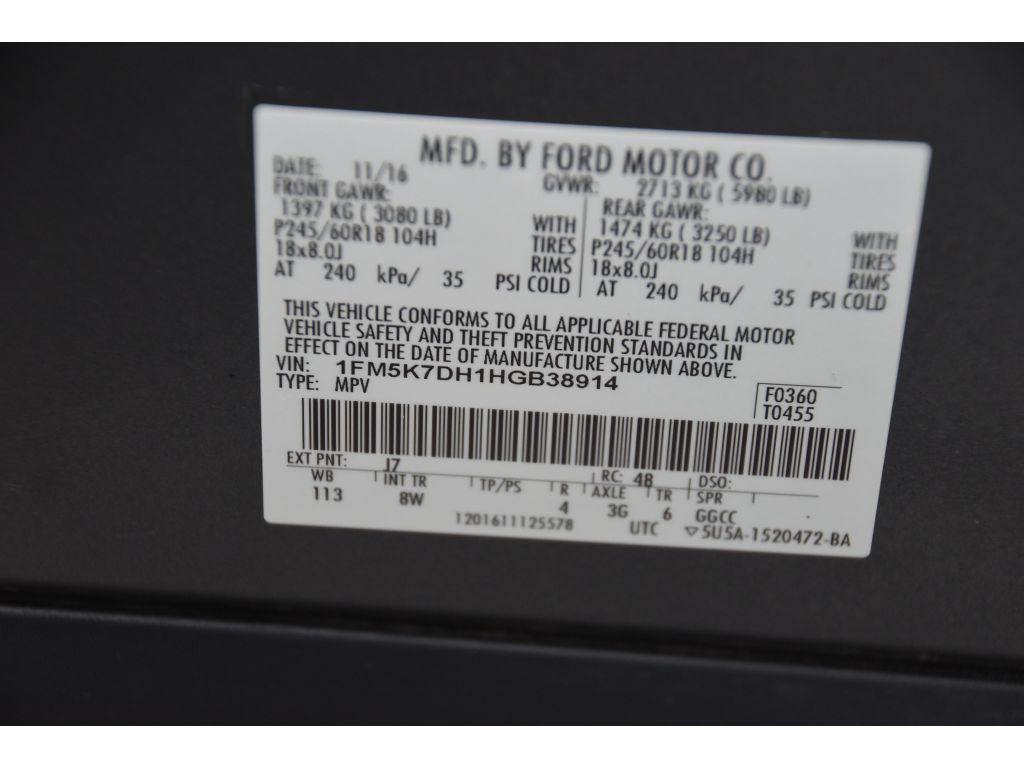 MFD. BY FORD MOTOR CO.
DATE: 11/16 GVWR: 2713 KG ( 5980 LB)
FRONT GAWR: REAR GAWR:
1397 KG ( 3080 LB) WITH 1474 KG ( 3250 LB) WITH
P245/60R18 104H TIRES P245/60R18 104H TIRES
18x8.0J RIMS 18x8.0J RIMS
AT 240 kPa/ 35 PSI COLD AT 240 kPa/ 35 PSI COLD
THIS VEHICLE CONFORMS TO ALL APPLICABLE FEDERAL MOTOR
VEHICLE SAFETY AND THEFT PREVENTION STANDARDS IN
EFFECT ON THE DATE OF MANUFACTURE SHOWN ABOVE.
VIN: 1FM5K7DH1HGB38914
TYPE: MPV
F0360
T0455
EXT PNT: J7 RC: 48 DSO:
WB INT TR TP/PS R AXLE TR SPR
113 8W 4 3G 6 GGCC
1201611125578 UTC ▽5U5A-1520472-BA